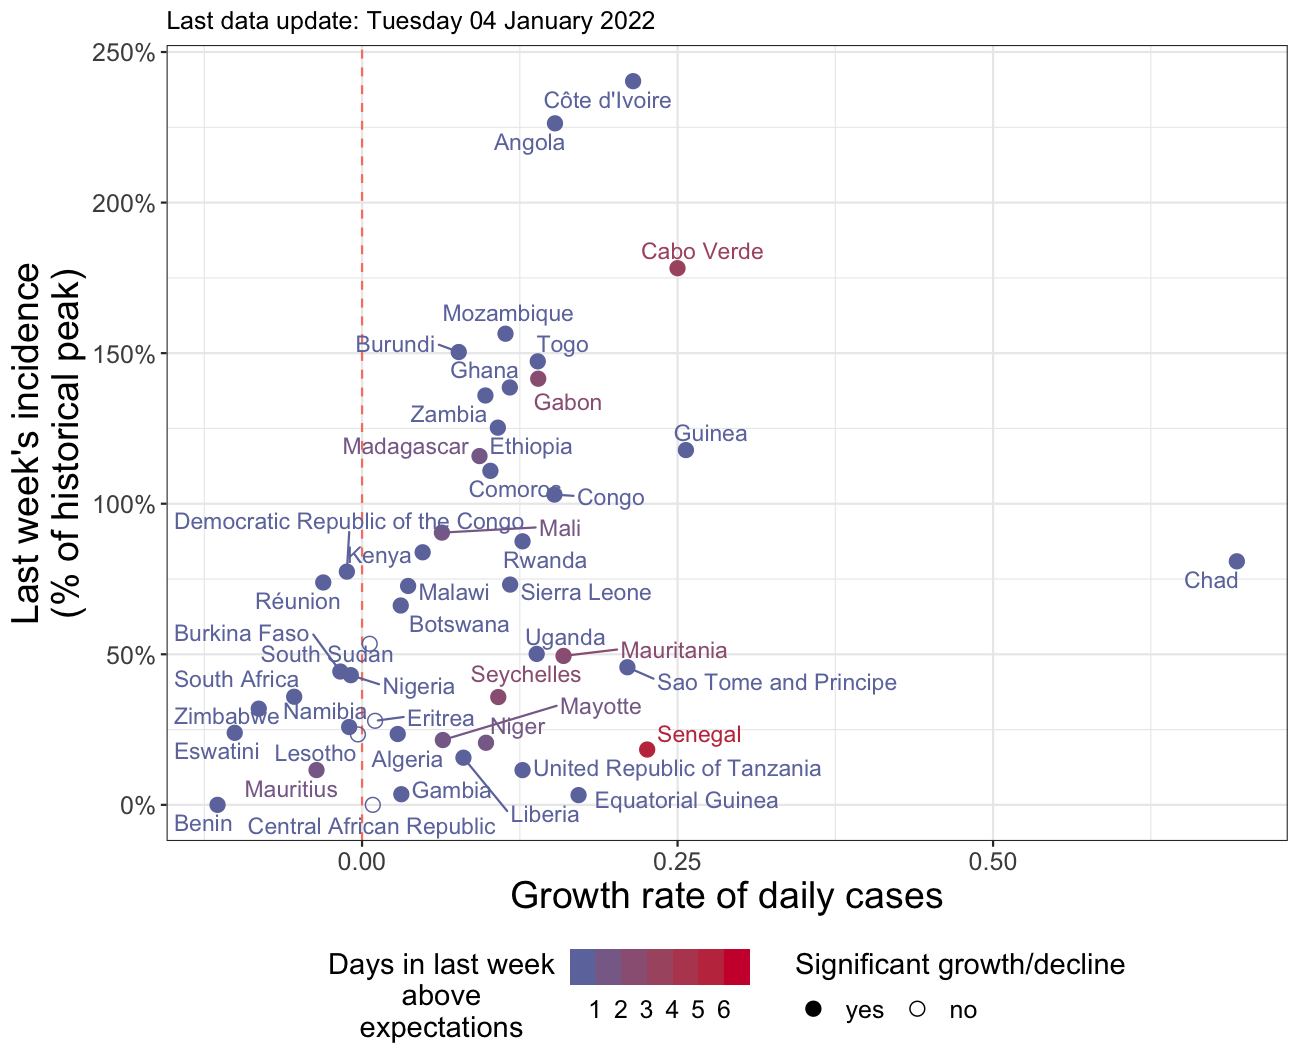 Last data update: Tuesday 04 January 2022
250%
Côte d'Ivoire
Angola
200%
Cabo Verde
Mozambique
Burundi
Togo
150%
Ghana
Gabon
Zambia
Guinea
Madagascar
Ethiopia
Comoros
Congo
100%
Democratic Republic of the Congo
Mali
Kenya
Rwanda
Chad
Réunion
Malawi
Sierra Leone
Botswana
Burkina Faso
Uganda
South Sudan
Mauritania
50%
Seychelles
South Africa
Nigeria
Sao Tome and Principe
Zimbabwe
Namibia
Eritrea
Mayotte
Niger
Senegal
Eswatini
Lesotho
Algeria
United Republic of Tanzania
Mauritius
Gambia
Equatorial Guinea
0%
Liberia
Benin
Central African Republic
Last week's incidence
(% of historical peak)
0.00
0.25
0.50
Growth rate of daily cases
Days in last week
above
expectations
1 2 3 4 5 6
Significant growth/decline
yes
no